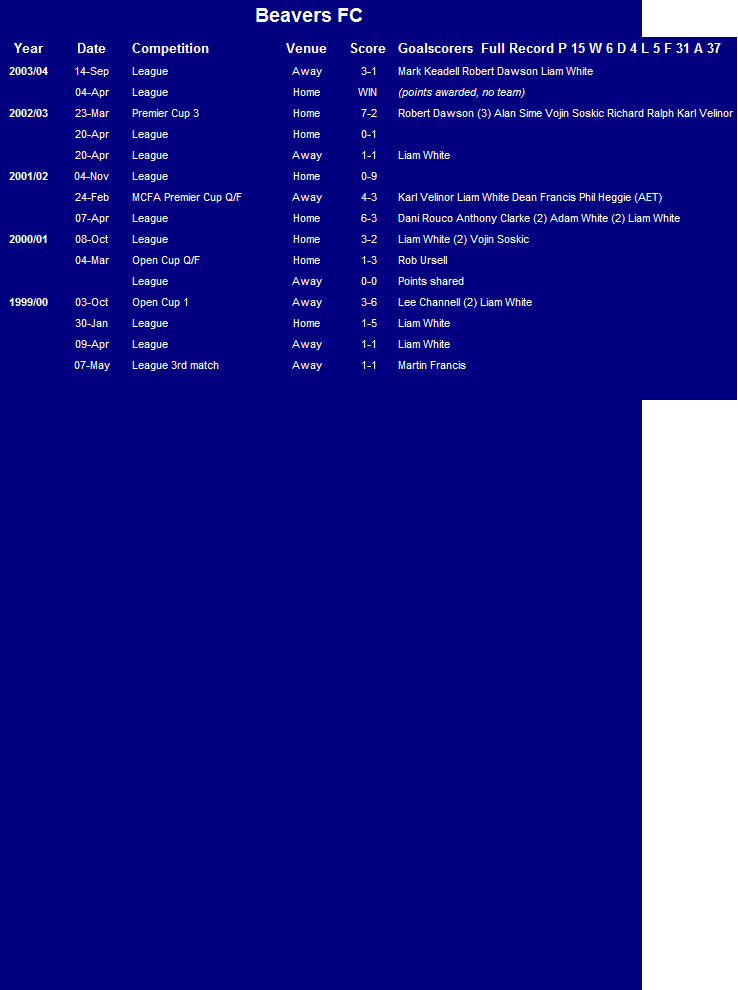 Beavers FC
Year Date Competition Venue Score Goalscorers Full Record P 15 W 6 D 4 L 5 F 31 A 37
2003/04 14-Sep League Away 3-1 Mark Keadell Robert Dawson Liam White
04-Apr League Home WIN (points awarded, no team)
2002/03 23-Mar Premier Cup 3 Home 7-2 Robert Dawson (3) Alan Sime Vojin Soskic Richard Ralph Karl Velinor
20-Apr League Home 0-1
20-Apr League Away 1-1 Liam White
2001/02 04-Nov League Home 0-9
24-Feb MCFA Premier Cup Q/F Away 4-3 Karl Velinor Liam White Dean Francis Phil Heggie (AET)
07-Apr League Home 6-3 Dani Rouco Anthony Clarke (2) Adam White (2) Liam White
2000/01 08-Oct League Home 3-2 Liam White (2) Vojin Soskic
04-Mar Open Cup Q/F Home 1-3 Rob Ursell
League Away 0-0 Points shared
1999/00 03-Oct Open Cup 1 Away 3-6 Lee Channell (2) Liam White
30-Jan League Home 1-5 Liam White
09-Apr League Away 1-1 Liam White
07-May League 3rd match Away 1-1 Martin Francis